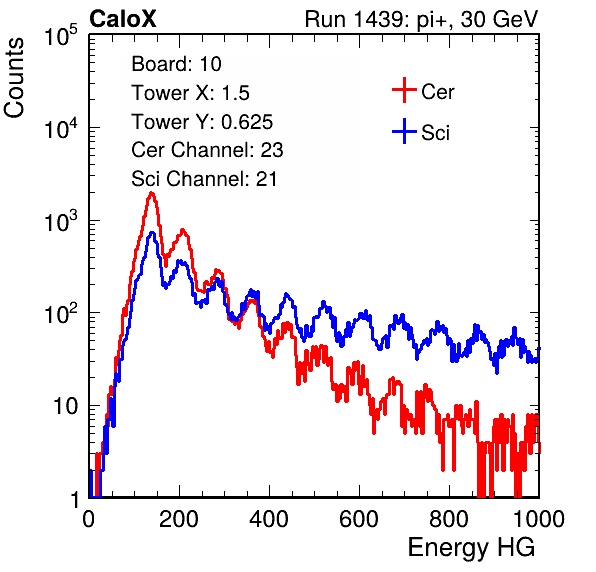 CaloX
Run 1439: pi+, 30 GeV
Counts
Board: 10
Tower X: 1.5
Tower Y: 0.625
Cer Channel: 23
Sci Channel: 21
Cer
Sci
10^5
10^4
10^3
10^2
10
1
0
200
400
600
800
1000
Energy HG